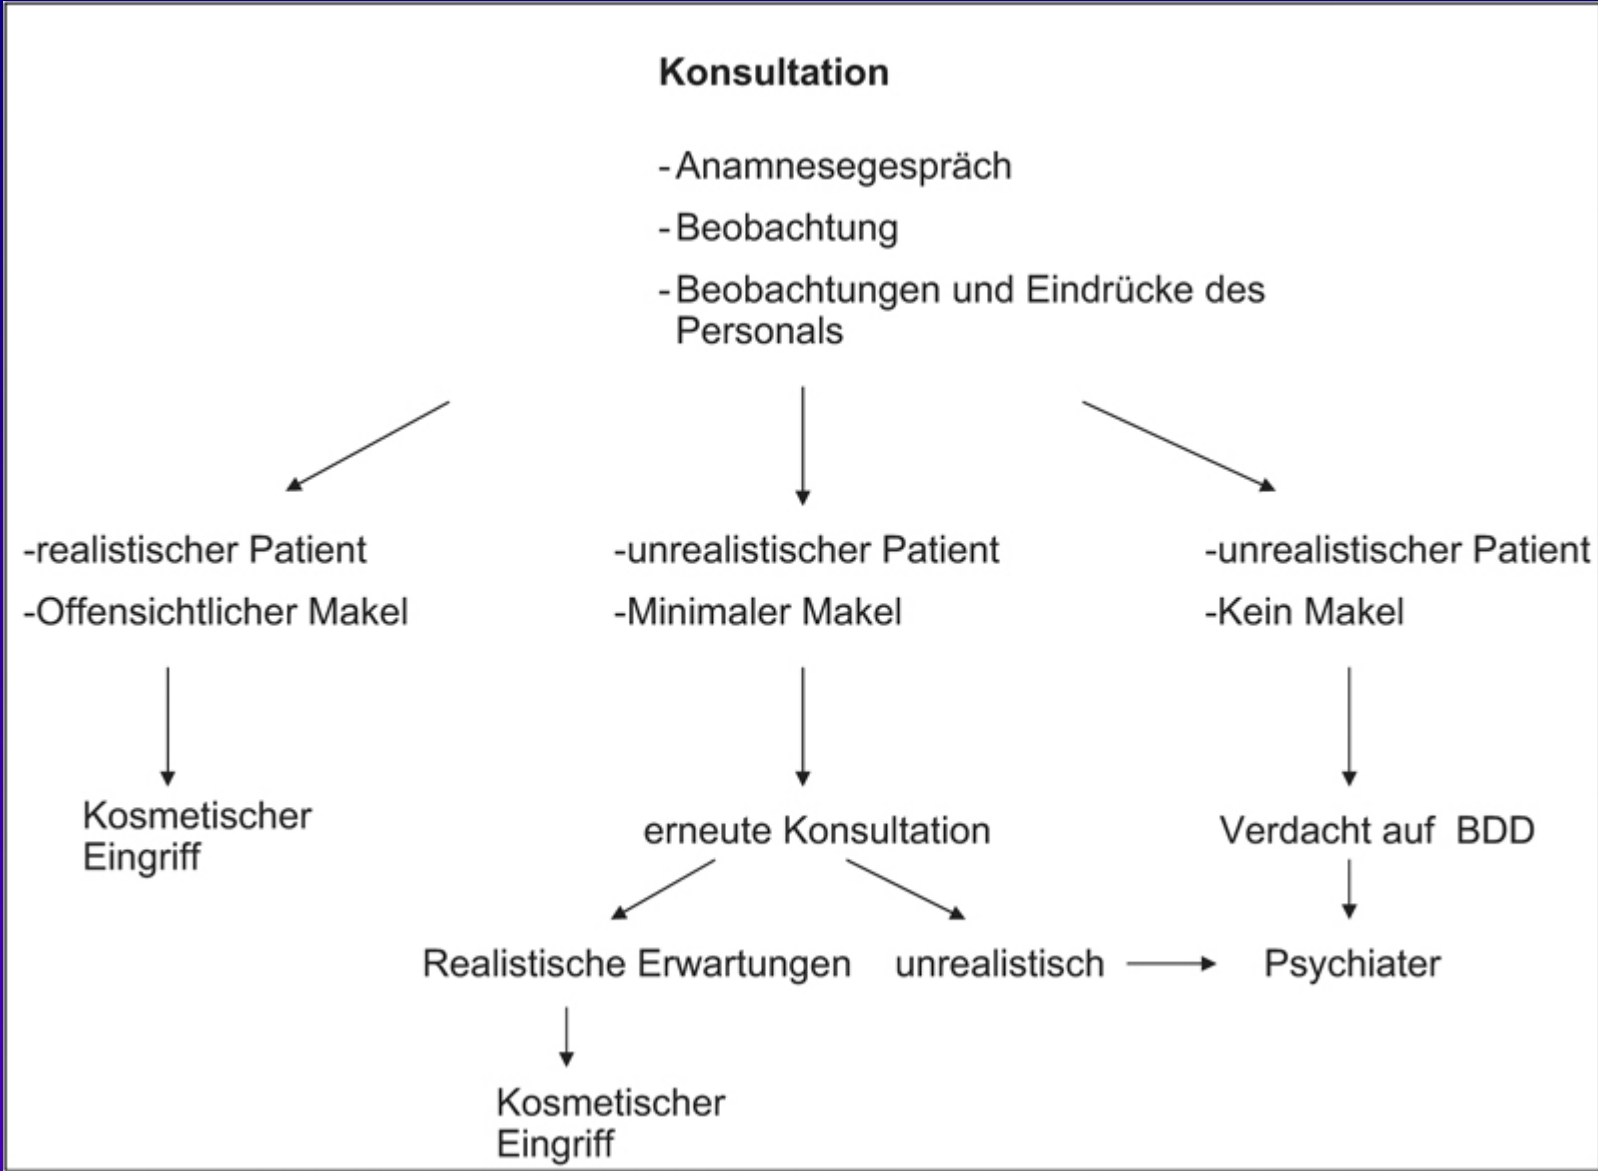 Konsultation
-Anamnesegespräch
-Beobachtung
-Beobachtungen und Eindrücke des
Personals
-realistischer Patient
-Offensichtlicher Makel
-unrealistischer Patient
-Minimaler Makel
-unrealistischer Patient
-Kein Makel
Kosmetischer
Eingriff
erneute Konsultation
Verdacht auf BDD
Realistische Erwartungen
unrealistisch
Psychiater
Kosmetischer
Eingriff